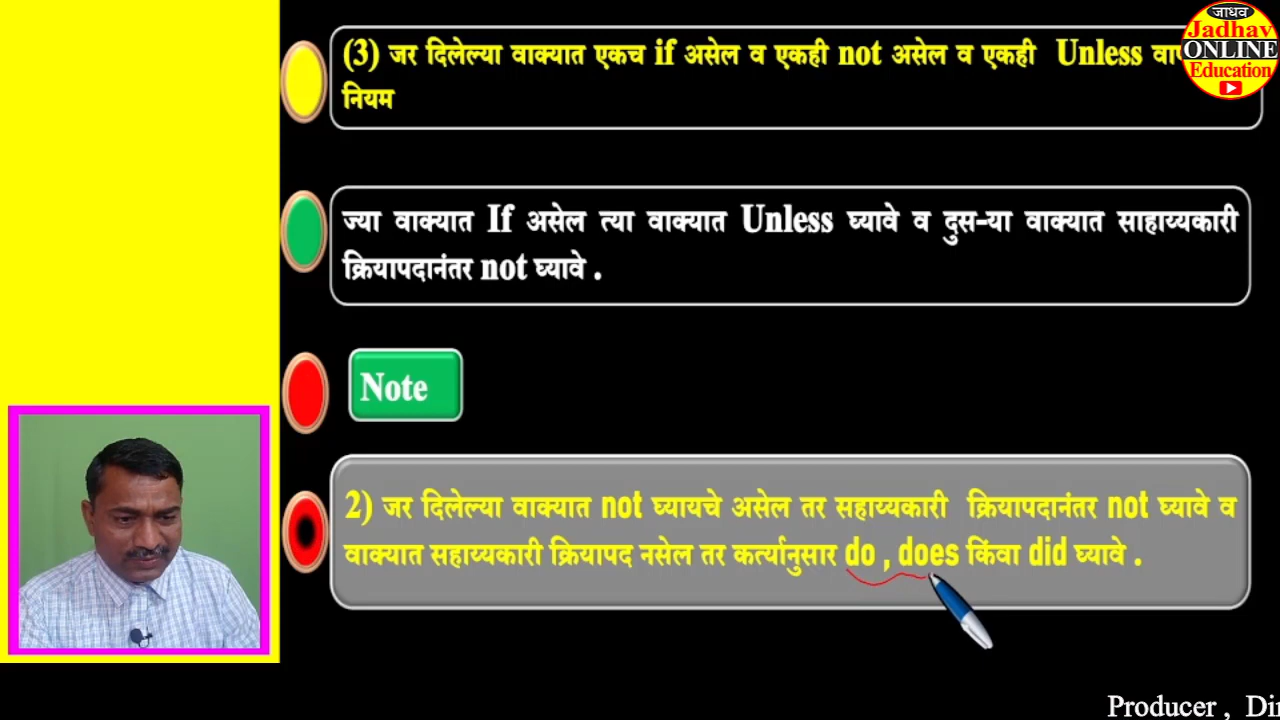 (3) जर दिलेल्या वाक्यात एकच if असेल व एकही not असेल व एकही Unless
नियम
जाधव
Jadhav
ONLINE
Education
ज्या वाक्यात If असेल त्या वाक्यात Unless घ्यावे व दुस-या वाक्यात साहाय्यकारी
क्रियापदानंतर not घ्यावे .
Note
2) जर दिलेल्या वाक्यात not घ्यायचे असेल तर सहाय्यकारी क्रियापदानंतर not घ्यावे व
वाक्यात सहाय्यकारी क्रियापद नसेल तर कर्त्यानुसार do , does किंवा did घ्यावे .
Producer ,